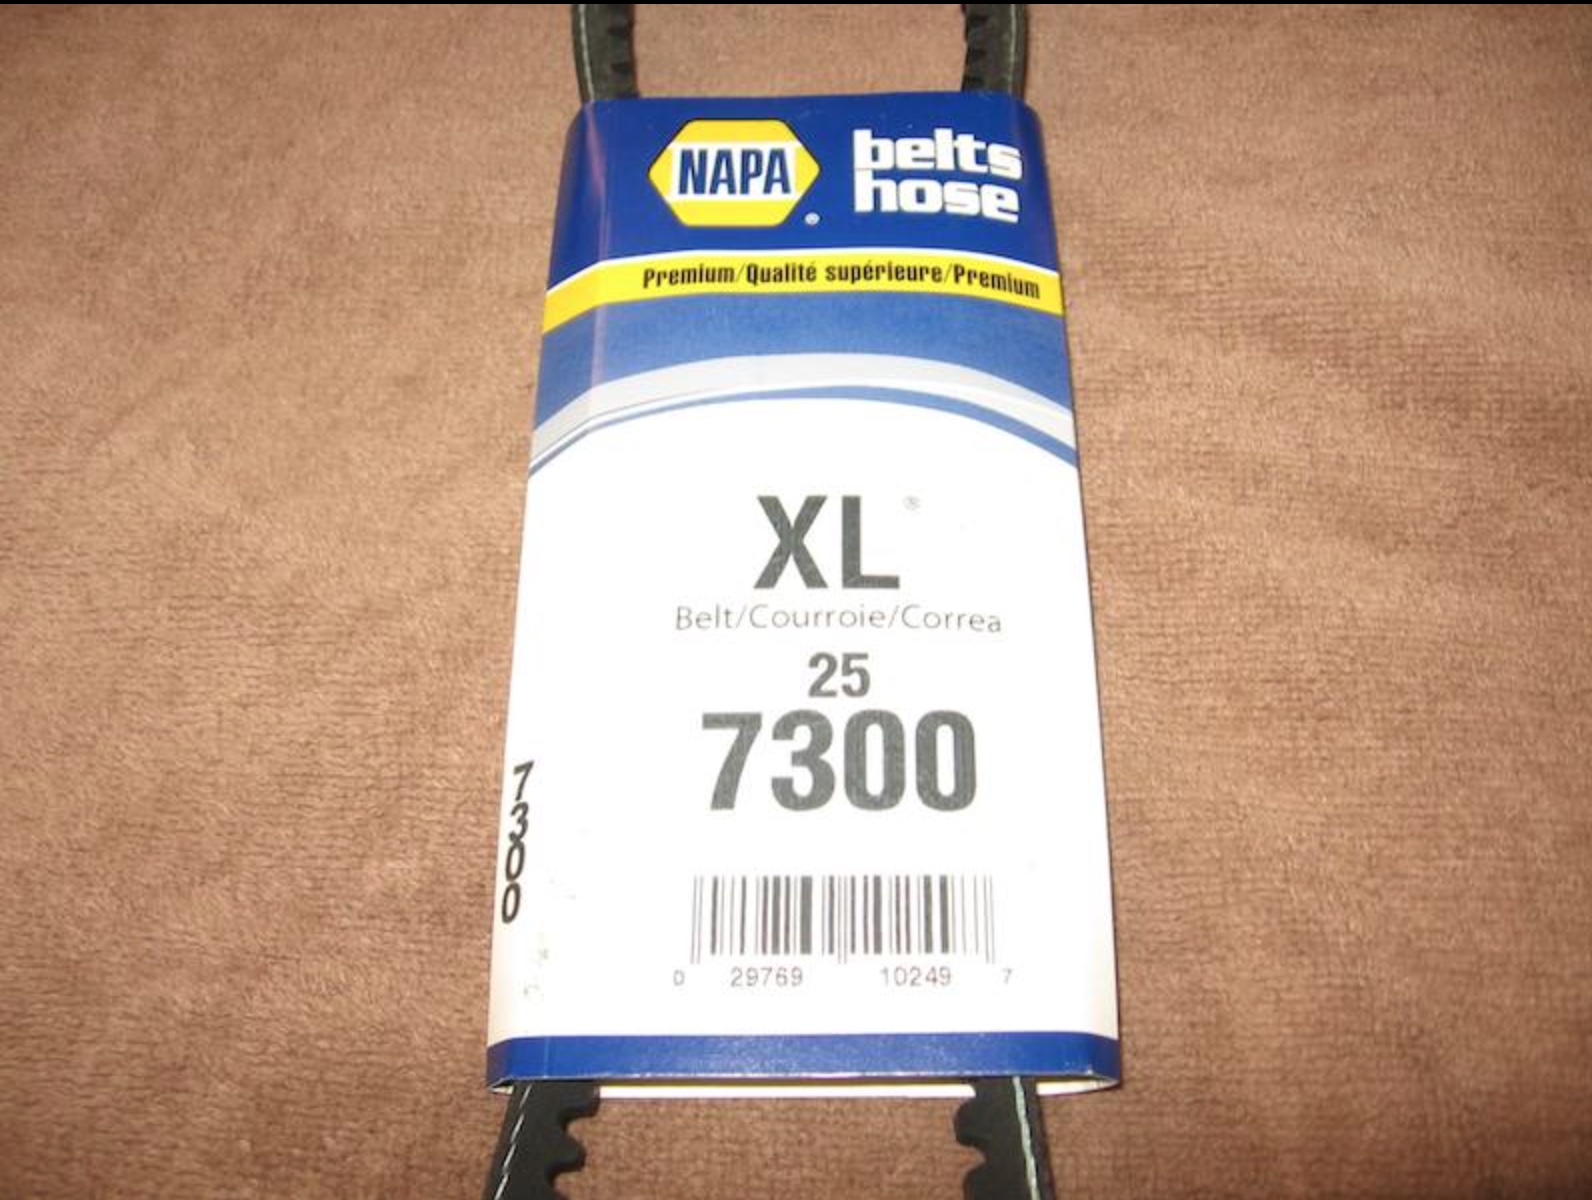 NAPA
®
belts
hose
Premium/Qualité supérieure/Premium
XL®
Belt/Courroie/Correa
25
7300
7300
0 29769 10249 7